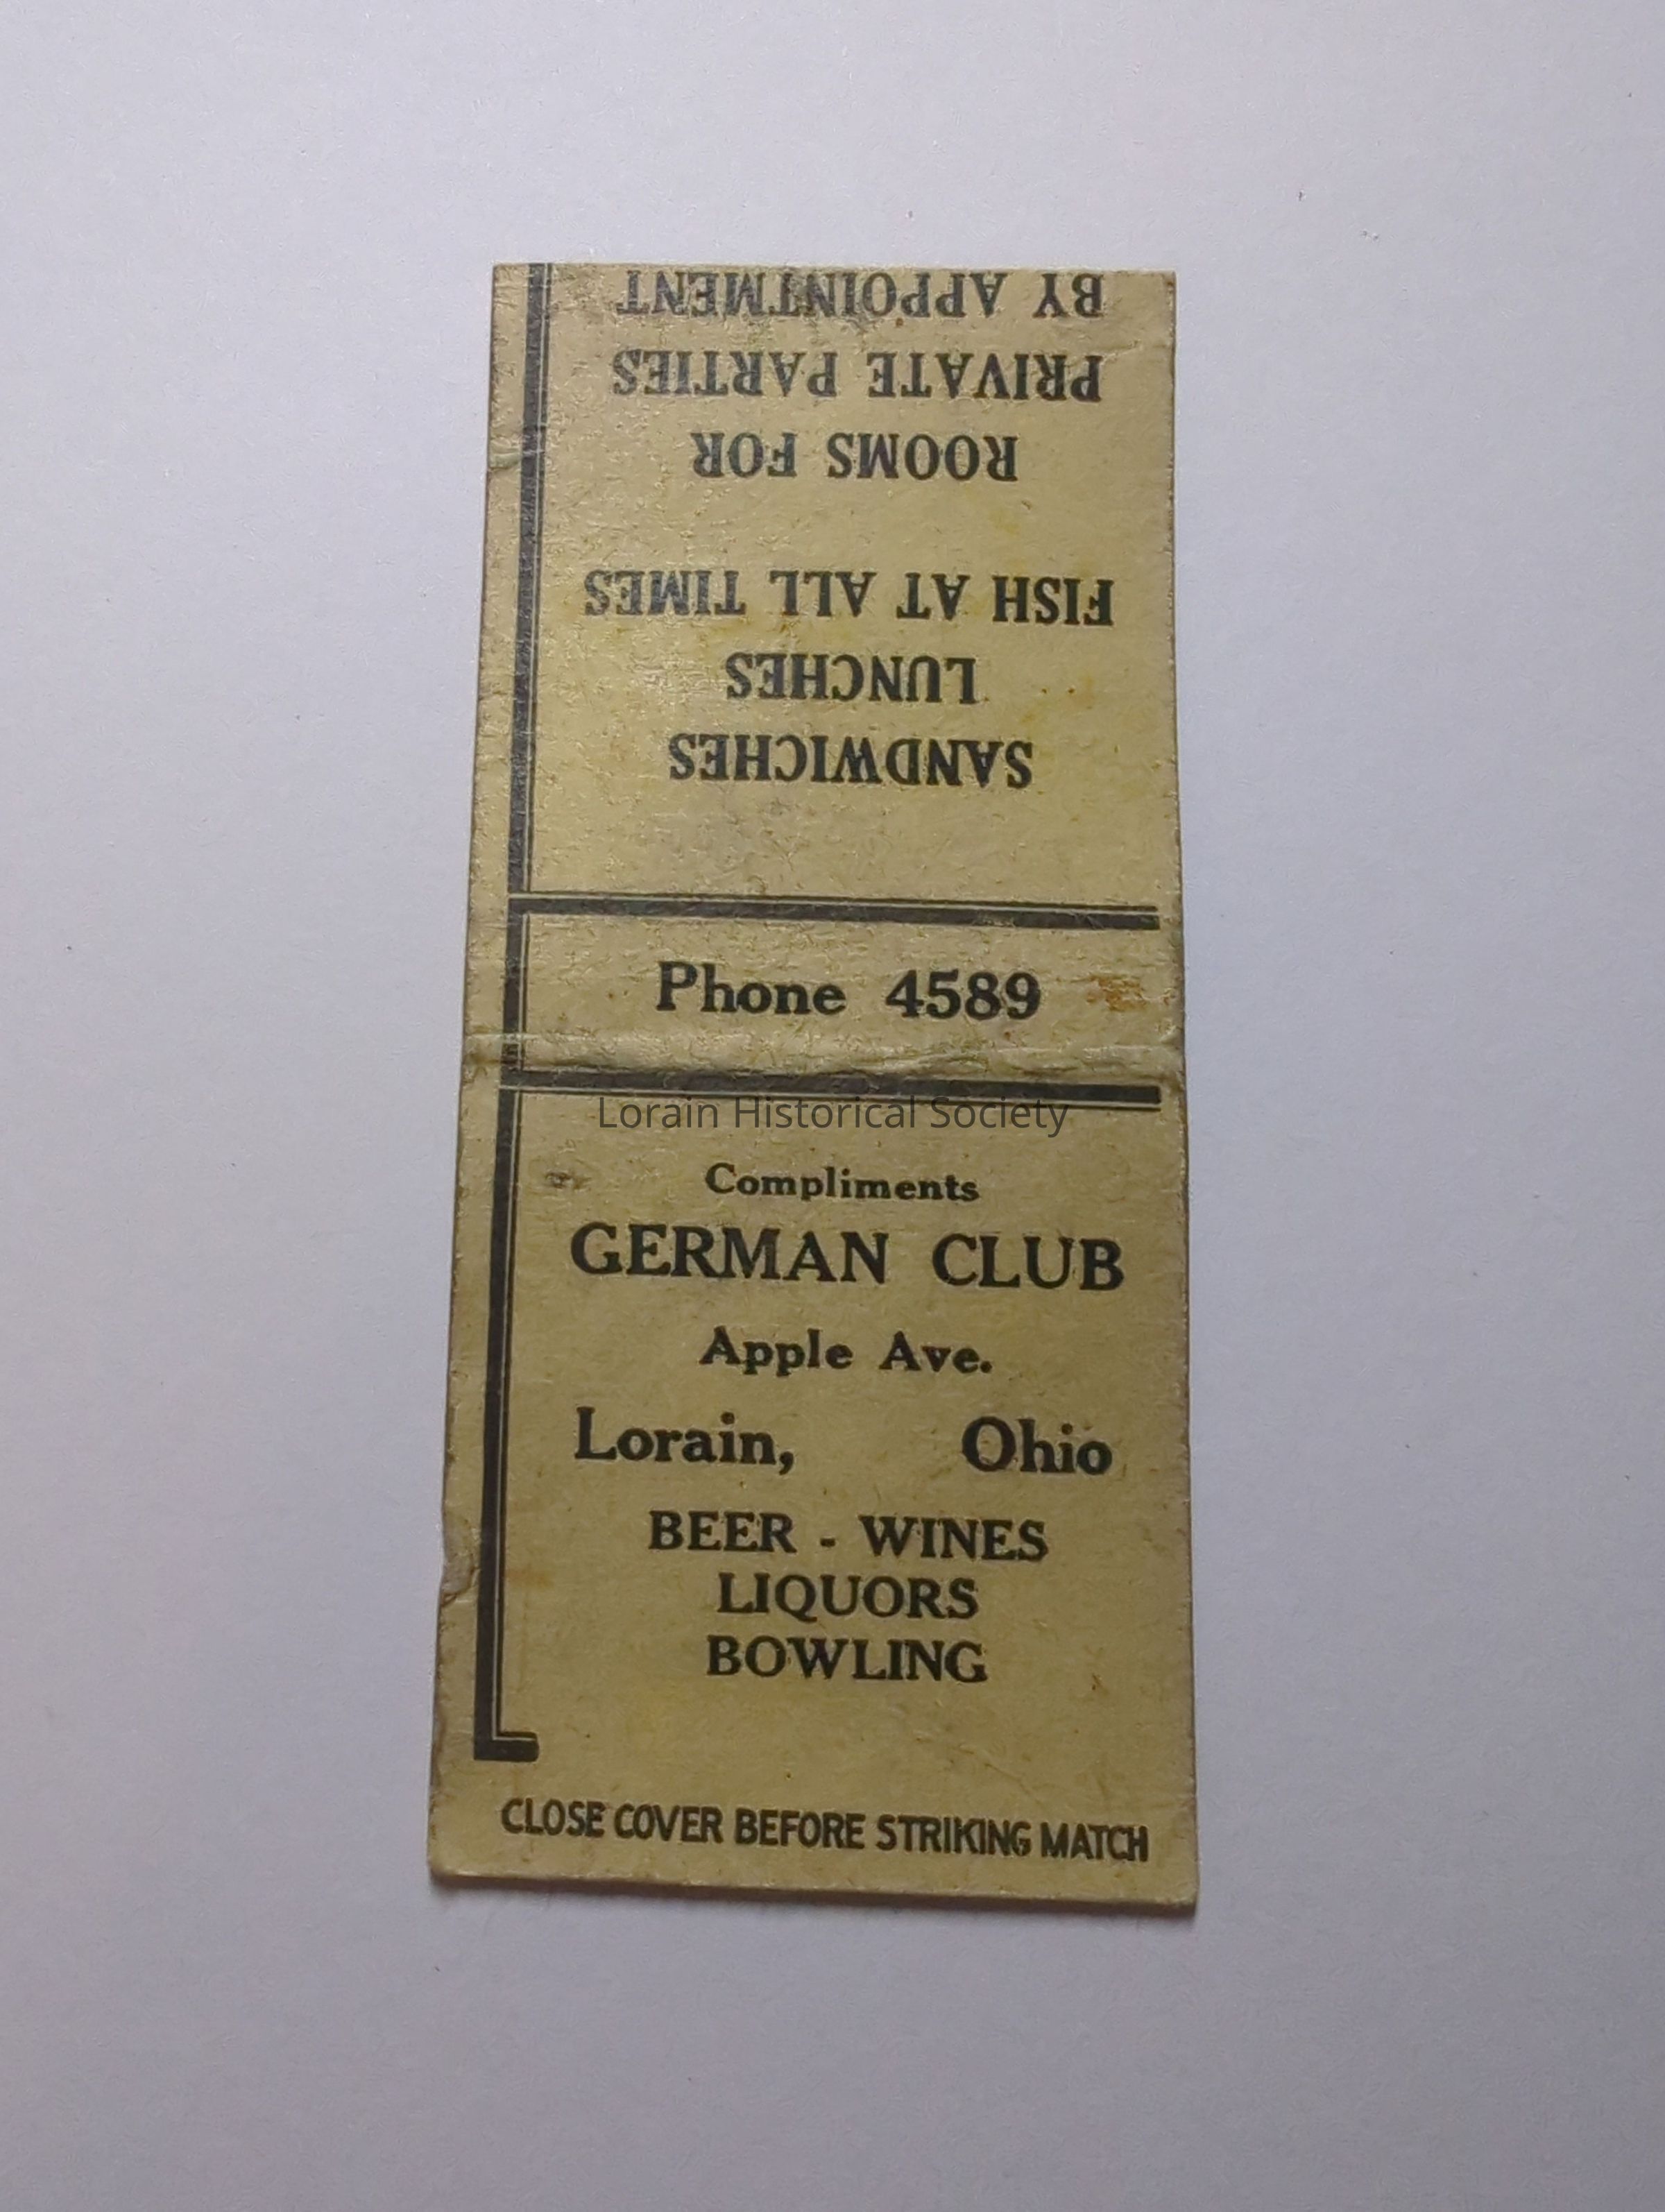 SANDWICHES
LUNCHES
FISH AT ALL TIMES
ROOMS FOR
PRIVATE PARTIES
BY APPOINTMENT
Phone 4589
Lorain Historical Society
Compliments
GERMAN CLUB
Apple Ave.
Lorain, Ohio
BEER - WINES
LIQUORS
BOWLING
CLOSE COVER BEFORE STRIKING MATCH